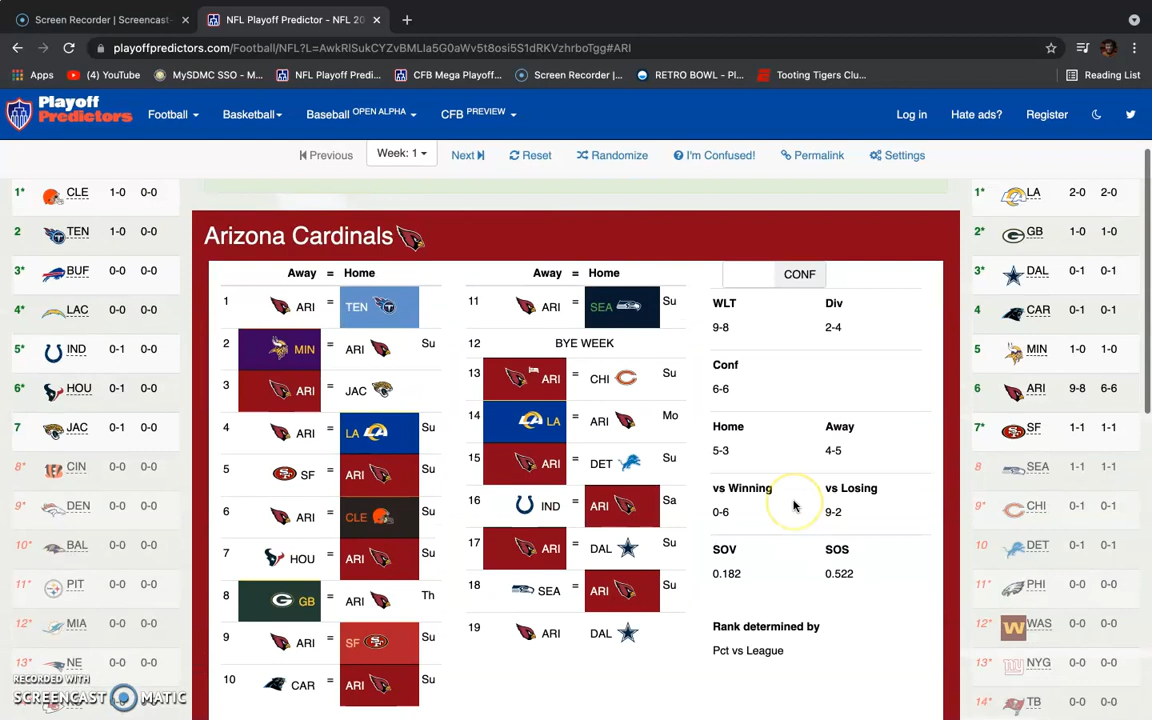 Screen Recorder | Screencast-
NFL Playoff Predictor - NFL 20
playoffpredictors.com/Football/NFL?L=AwkRlSukCYZvBMLIa5G0aWv5t8osi5S1dRKVzhrboTgg#ARI
Apps (4) YouTube MySDMC SSO - M... NFL Playoff Predi... CFB Mega Playoff... Screen Recorder |... RETRO BOWL - Pl... Tooting Tigers Clu... Reading List
Playoff Predictors Football Basketball Baseball OPEN ALPHA CFB PREVIEW Log in Hate ads? Register
Previous Week: 1 Next Reset Randomize I'm Confused! Permalink Settings
1* CLE 1-0 0-0
2 TEN 1-0 0-0
3* BUF 0-1 0-0
4* LAC 0-1 0-0
5* IND 0-1 0-0
6* HOU 0-1 0-0
7 JAC 0-1 0-0
8* CIN 0-0 0-0
9* DEN 0-0 0-0
10* BAL 0-0 0-0
11* PIT 0-0 0-0
12* MIA 0-0 0-0
13* NE 0-0 0-0
Arizona Cardinals
Away = Home
1 ARI = TEN
2 MIN = ARI Su
3 ARI = JAC
4 ARI = LA Su
5 SF = ARI Su
6 ARI = CLE Su
7 HOU = ARI Su
8 GB = ARI Th
9 ARI = SF Su
10 CAR = ARI Su
Away = Home
11 ARI = SEA Su
12 BYE WEEK
13 ARI = CHI Su
14 LA = ARI Mo
15 ARI = DET Su
16 IND = ARI Sa
17 ARI = DAL Su
18 SEA = ARI Su
19 ARI DAL
CONF
WLT Div
9-8 2-4
Conf
6-6
Home Away
5-3 4-5
vs Winning vs Losing
0-6 9-2
SOV SOS
0.182 0.522
Rank determined by
Pct vs League
1* LA 2-0 2-0
2* GB 1-0 1-0
3* DAL 0-1 0-1
4 CAR 0-1 0-1
5 MIN 1-0 1-0
6 ARI 9-8 6-6
7* SF 1-1 1-1
8 SEA 1-1 1-1
9* CHI 0-1 0-1
10 DET 0-1 0-1
11* PHI 0-0 0-0
12* WAS 0-0 0-0
13* NYG 0-0 0-0
14* TB 0-0 0-0
RECORDED WITH
SCREENCAST MATIC